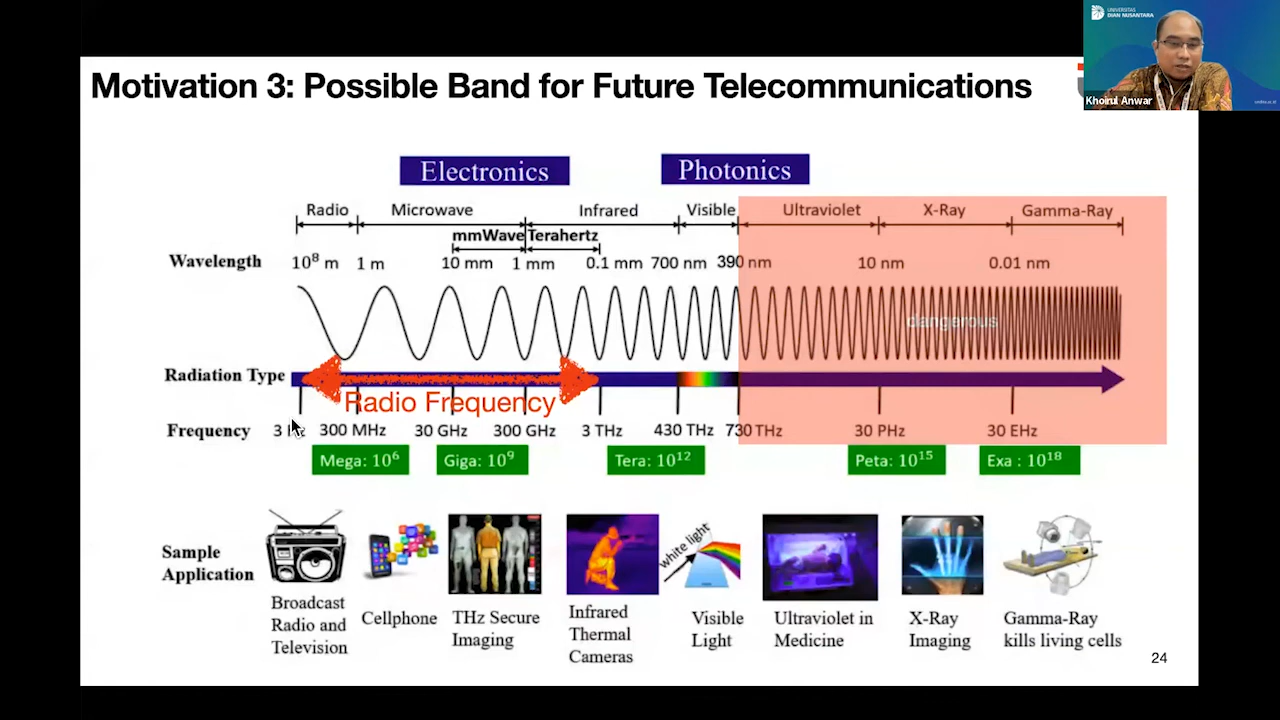 UNIVERSITAS
DIAN NUSANTARA
Khoirul Anwar
Motivation 3: Possible Band for Future Telecommunications
Electronics Photonics
Radio Microwave Infrared Visible Ultraviolet X-Ray Gamma-Ray
mmWave Terahertz
Wavelength 10⁸ m 1 m 10 mm 1 mm 0.1 mm 700 nm 390 nm 10 nm 0.01 nm
dangerous
Radiation Type
Radio Frequency
Frequency 3 300 MHz 30 GHz 300 GHz 3 THz 430 THz 730 THz 30 PHz 30 EHz
Mega: 10⁶ Giga: 10⁹ Tera: 10¹² Peta: 10¹⁵ Exa : 10¹⁸
white light
Sample
Application
Broadcast
Radio and
Television
Cellphone
THz Secure
Imaging
Infrared
Thermal
Cameras
Visible
Light
Ultraviolet in
Medicine
X-Ray
Imaging
Gamma-Ray
kills living cells
24